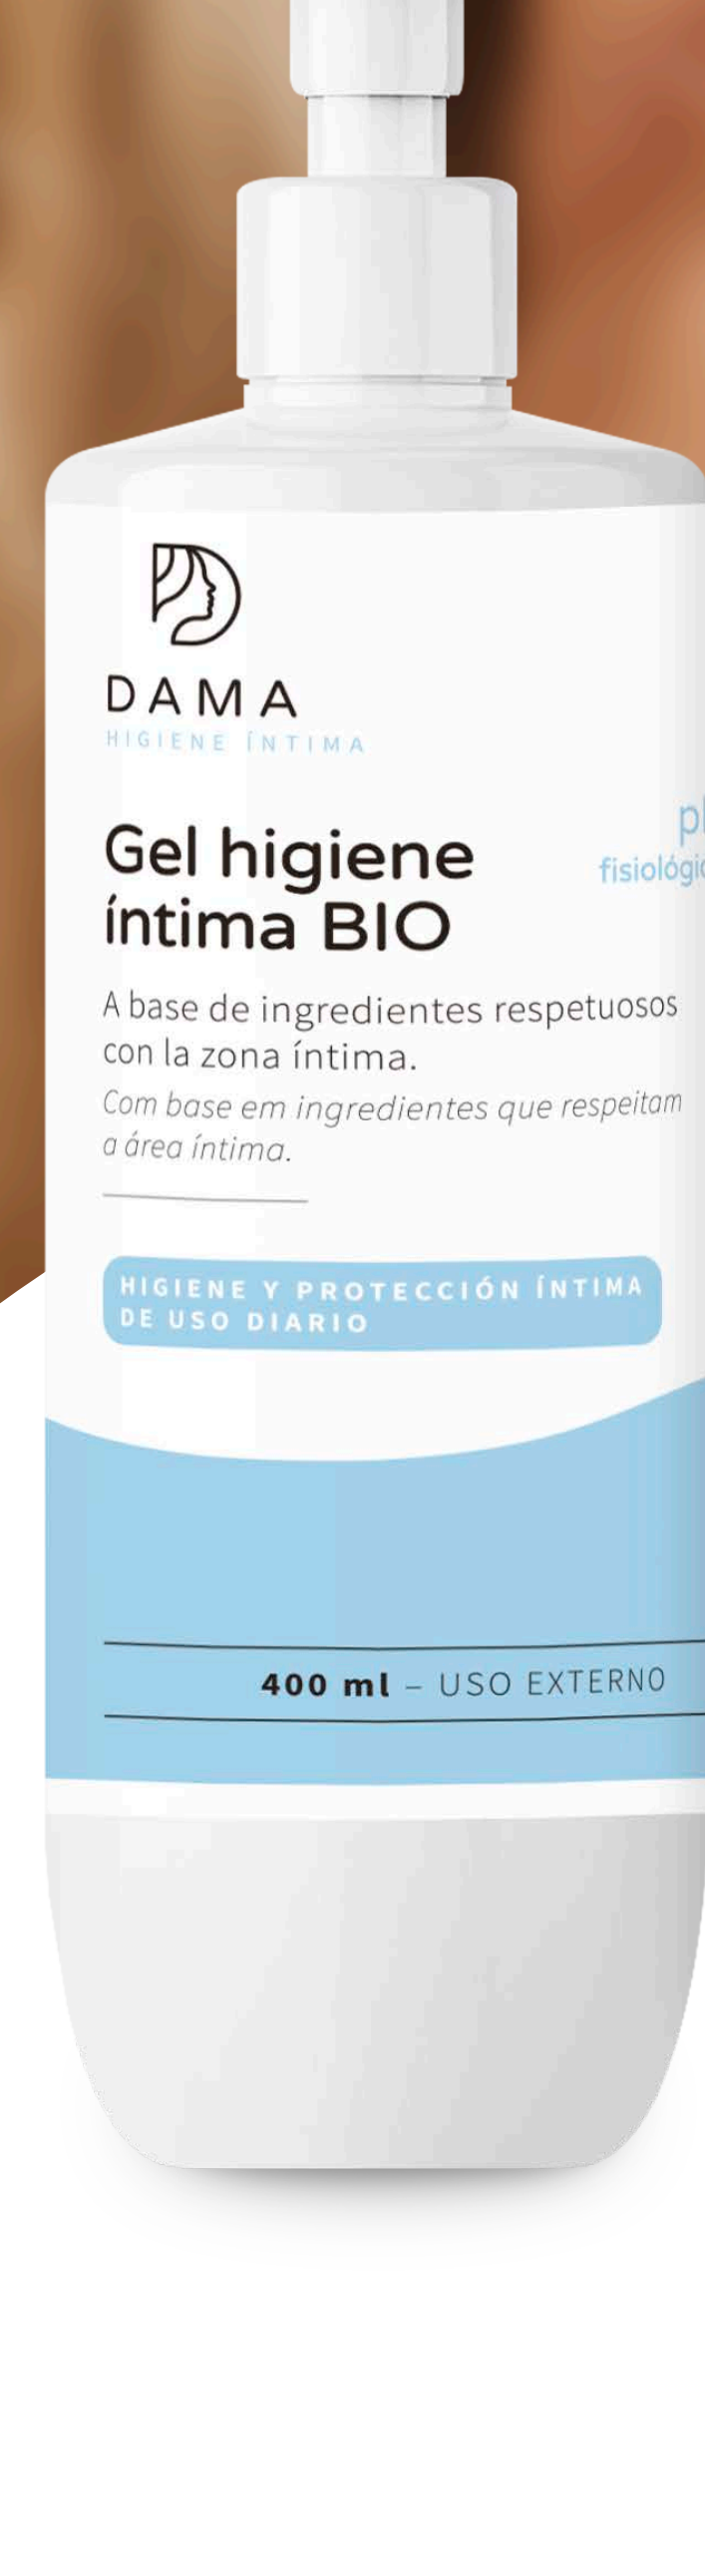 DAMA
HIGIENE ÍNTIMA
Gel higiene
íntima BIO
A base de ingredientes respetuosos
con la zona íntima.
Com base em ingredientes que respeitam
a área íntima.
HIGIENE Y PROTECCIÓN ÍNTIMA
DE USO DIARIO
400 ml – USO EXTERNO